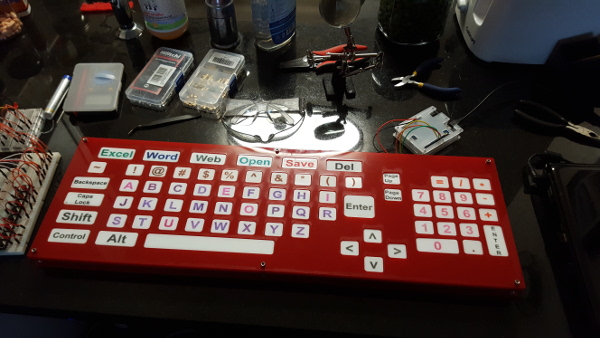 Excel Word Web Open Save Del
~ ! @ # $ % ^ & * ( )
Backspace A B C D E F G H I
Caps Lock J K L M N O P Q R
Shift S T U V W X Y Z
Control Alt
Enter
< ^ > v
Page Up
Page Down
= / *
7 8 9 -
4 5 6 +
1 2 3 ENTER
0 .